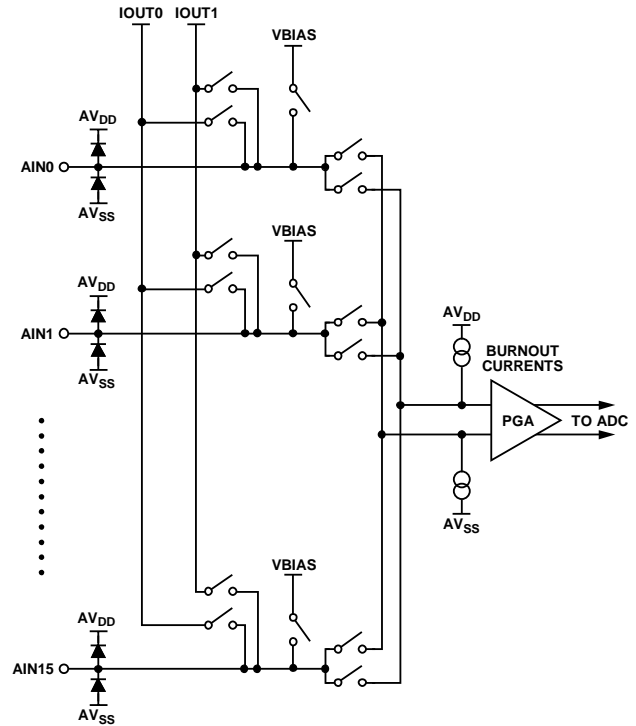 IOUT0 IOUT1
VBIAS
AVDD
AIN0
AVSS
VBIAS
AVDD
AIN1
AVSS
AVDD
BURNOUT
CURRENTS
PGA
TO ADC
AVSS
VBIAS
AVDD
AIN15
AVSS